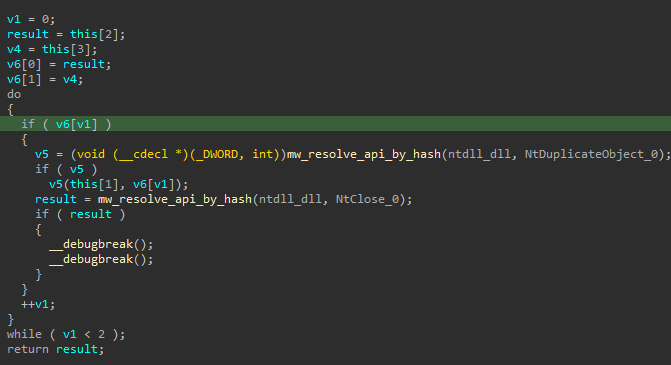 v1 = 0;
result = this[2];
v4 = this[3];
v6[0] = result;
v6[1] = v4;
do
{
if ( v6[v1] )
{
v5 = (void (__cdecl *)(_DWORD, int))mw_resolve_api_by_hash(ntdll_dll, NtDuplicateObject_0);
if ( v5 )
v5(this[1], v6[v1]);
result = mw_resolve_api_by_hash(ntdll_dll, NtClose_0);
if ( result )
{
__debugbreak();
__debugbreak();
}
}
++v1;
}
while ( v1 < 2 );
return result;